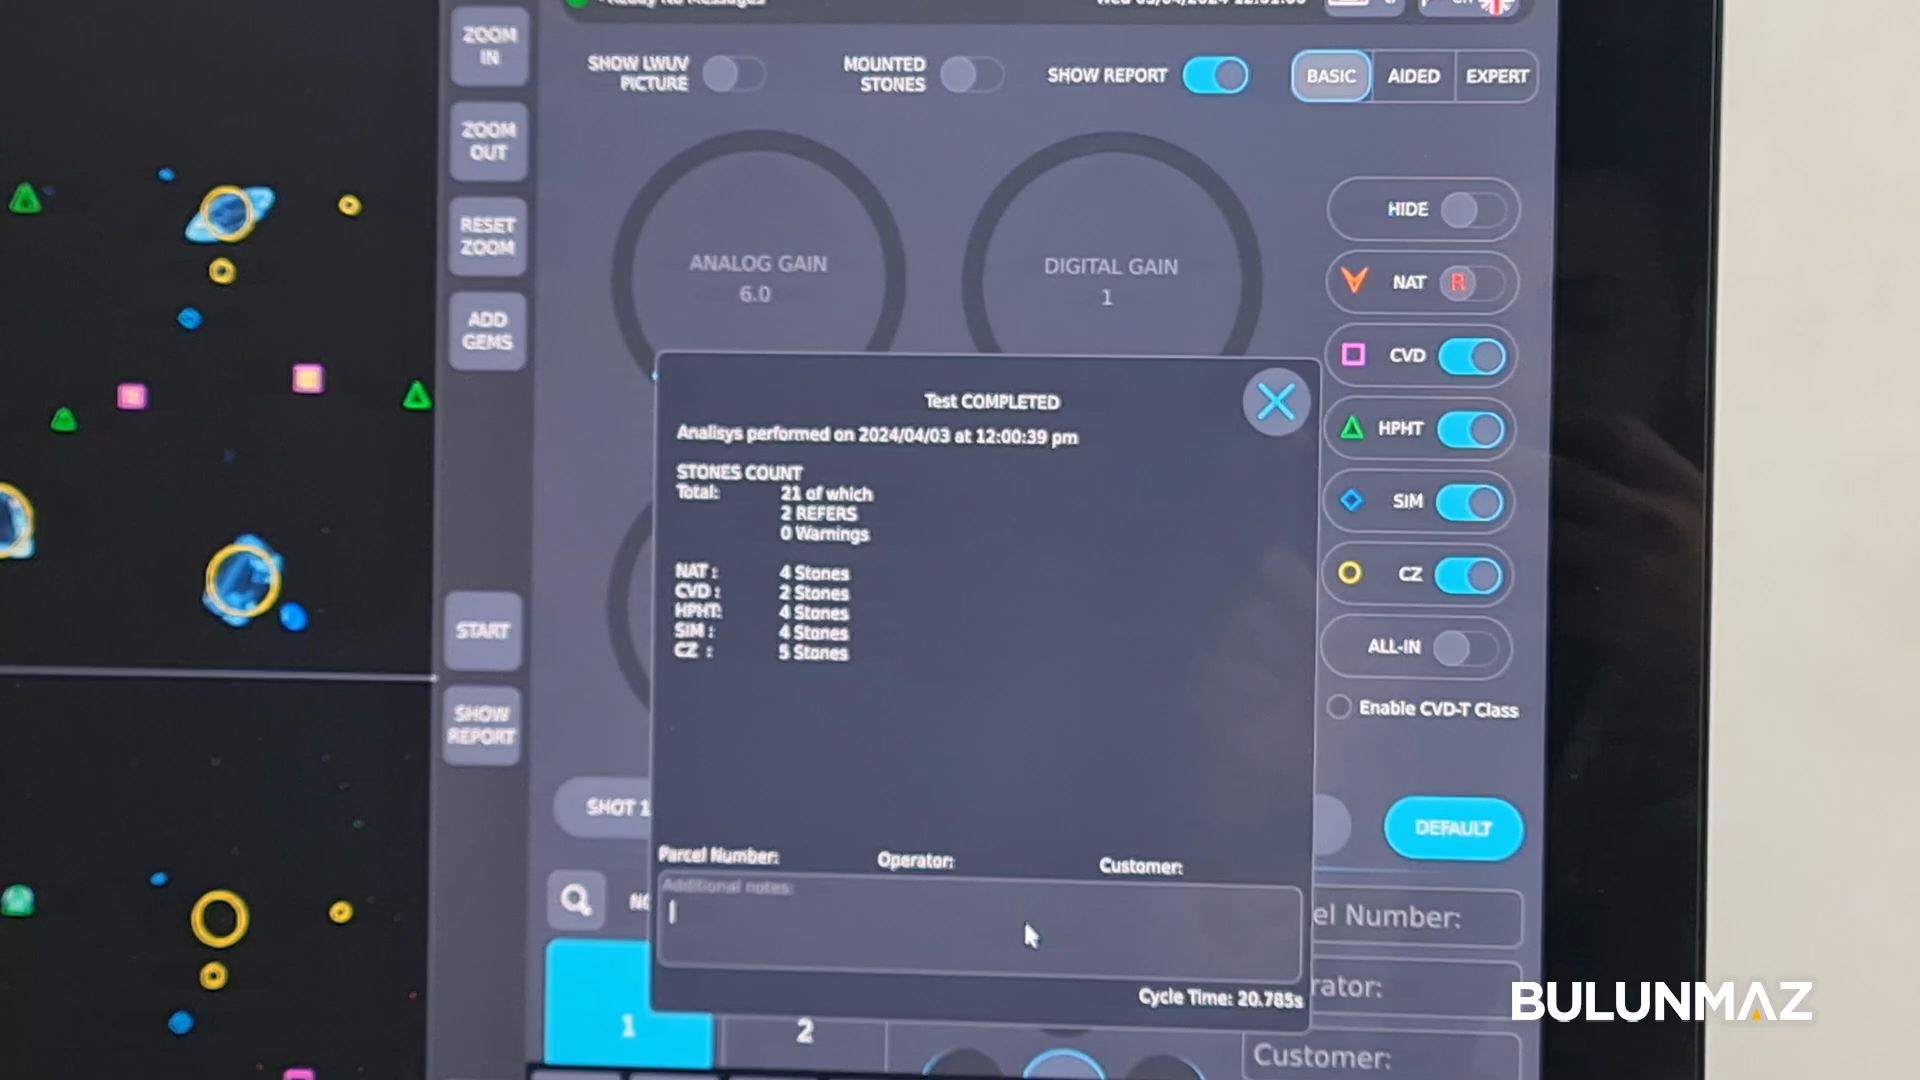 Ready No Messages
ZOOM
IN
ZOOM
OUT
RESET
ZOOM
ADD
GEMS
START
SHOW
REPORT
SHOW LWUV
PICTURE
MOUNTED
STONES
SHOW REPORT
BASIC
AIDED
EXPERT
ANALOG GAIN
6.0
DIGITAL GAIN
1
HIDE
NAT
R
CVD
HPHT
SIM
CZ
ALL-IN
Enable CVD-T Class
Test COMPLETED
Analisys performed on 2024/04/03 at 12:00:39 pm
STONES COUNT
Total: 21 of which
2 REFERS
0 Warnings
NAT : 4 Stones
CVD : 2 Stones
HPHT: 4 Stones
SIM : 4 Stones
CZ : 5 Stones
SHOT 1
DEFAULT
Parcel Number:
Operator:
Customer:
Additional notes:
Cycle Time: 20.785s
el Number:
rator:
Customer:
1
2
BULUNMAZ